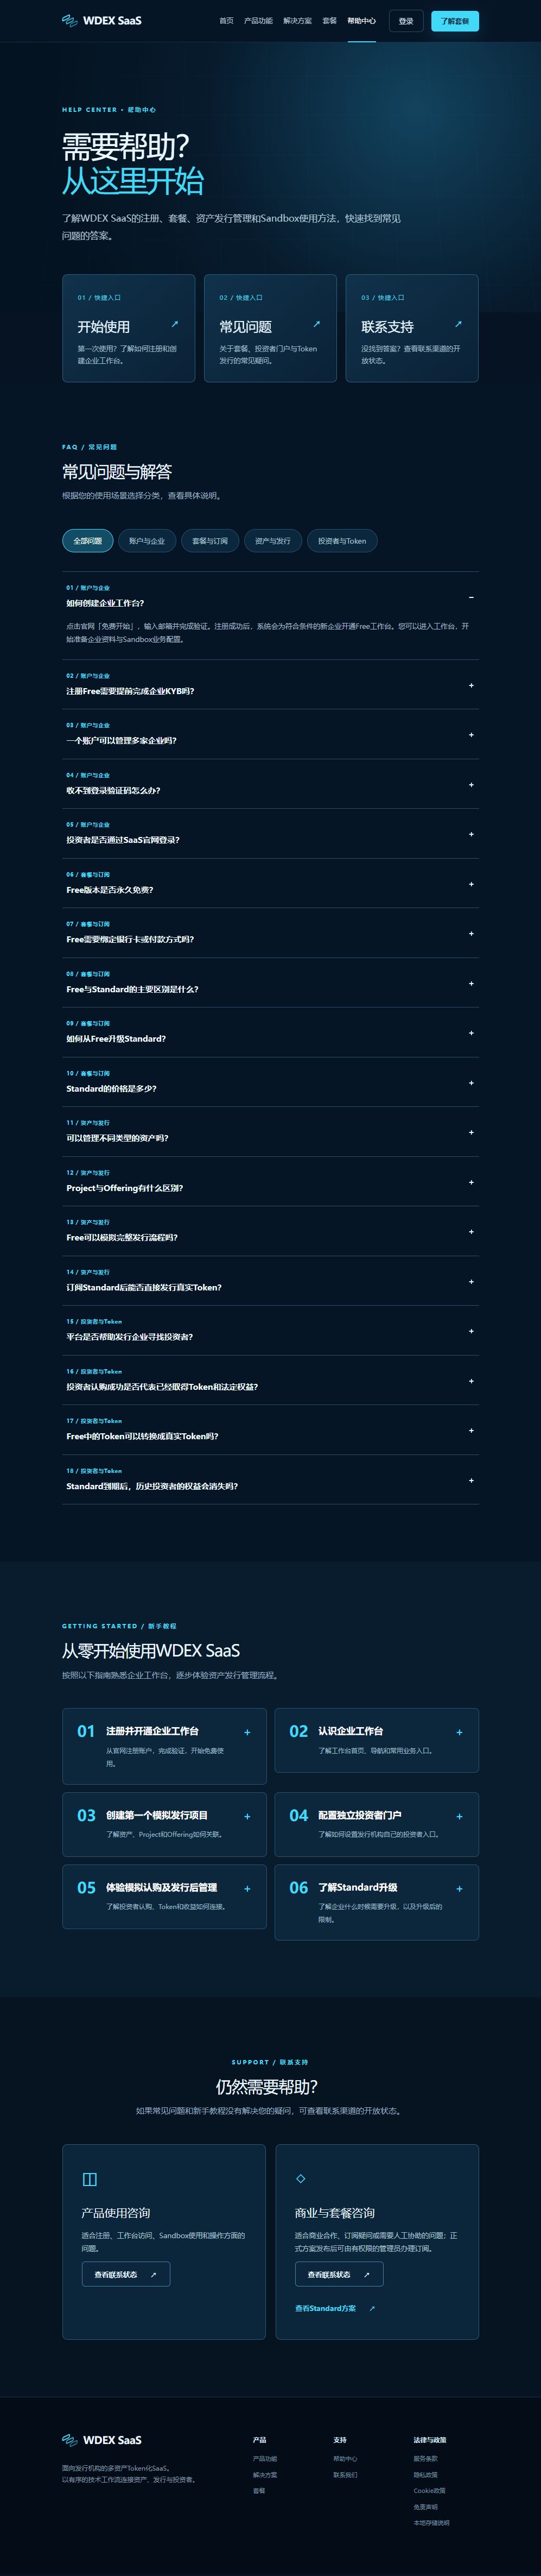 WDEX SaaS
首页
产品功能
解决方案
套餐
帮助中心
登录
了解套餐
HELP CENTER · 帮助中心
需要帮助？
从这里开始
了解WDEX SaaS的注册、套餐、资产发行管理和Sandbox使用方法，快速找到常见
问题的答案。
01 / 快捷入口
开始使用
↗
第一次使用？了解如何注册和创
建企业工作台。
02 / 快捷入口
常见问题
↗
关于套餐、投资者门户与Token
发行的常见疑问。
03 / 快捷入口
联系支持
↗
没找到答案？查看联系渠道的开
放状态。
FAQ / 常见问题
常见问题与解答
根据您的使用场景选择分类，查看具体说明。
全部问题
账户与企业
套餐与订阅
资产与发行
投资者与Token
01 / 账户与企业
如何创建企业工作台？
−
点击官网「免费开始」，输入邮箱并完成验证。注册成功后，系统会为符合条件的新企业开通Free工作台。您可以进入工作台，开
始准备企业资料与Sandbox业务配置。
02 / 账户与企业
注册Free需要提前完成企业KYB吗？
+
03 / 账户与企业
一个账户可以管理多家企业吗？
+
04 / 账户与企业
收不到登录验证码怎么办？
+
05 / 账户与企业
投资者是否通过SaaS官网登录？
+
06 / 套餐与订阅
Free版本是否永久免费？
+
07 / 套餐与订阅
Free需要绑定银行卡或付款方式吗？
+
08 / 套餐与订阅
Free与Standard的主要区别是什么？
+
09 / 套餐与订阅
如何从Free升级Standard？
+
10 / 套餐与订阅
Standard的价格是多少？
+
11 / 资产与发行
可以管理不同类型的资产吗？
+
12 / 资产与发行
Project与Offering有什么区别？
+
13 / 资产与发行
Free可以模拟完整发行流程吗？
+
14 / 资产与发行
订阅Standard后能否直接发行真实Token？
+
15 / 投资者与Token
平台是否帮助发行企业寻找投资者？
+
16 / 投资者与Token
投资者认购成功是否代表已经取得Token和法定权益？
+
17 / 投资者与Token
Free中的Token可以转换成真实Token吗？
+
18 / 投资者与Token
Standard到期后，历史投资者的权益会消失吗？
+
GETTING STARTED / 新手教程
从零开始使用WDEX SaaS
按照以下指南熟悉企业工作台，逐步体验资产发行管理流程。
01
注册并开通企业工作台
+
从官网注册账户，完成验证，开始免费使
用。
02
认识企业工作台
+
了解工作台首页、导航和常用业务入口。
03
创建第一个模拟发行项目
+
了解资产、Project和Offering如何关联。
04
配置独立投资者门户
+
了解如何设置发行机构自己的投资者入口。
05
体验模拟认购及发行后管理
+
了解投资者认购、Token和收益如何连接。
06
了解Standard升级
+
了解企业什么时候需要升级，以及升级后的
限制。
SUPPORT / 联系支持
仍然需要帮助？
如果常见问题和新手教程没有解决您的疑问，可查看联系渠道的开放状态。
产品使用咨询
适合注册、工作台访问、Sandbox使用和操作方面的
问题。
查看联系状态 ↗
商业与套餐咨询
适合商业合作、订阅疑问或需要人工协助的问题；正
式方案发布后可由有权限的管理员办理订阅。
查看联系状态 ↗
查看Standard方案 ↗
WDEX SaaS
面向发行机构的多资产Token化SaaS。
以有序的技术工作流连接资产、发行与投资者。
产品
产品功能
解决方案
套餐
支持
帮助中心
联系我们
法律与政策
服务条款
隐私政策
Cookie政策
免责声明
本地存储说明